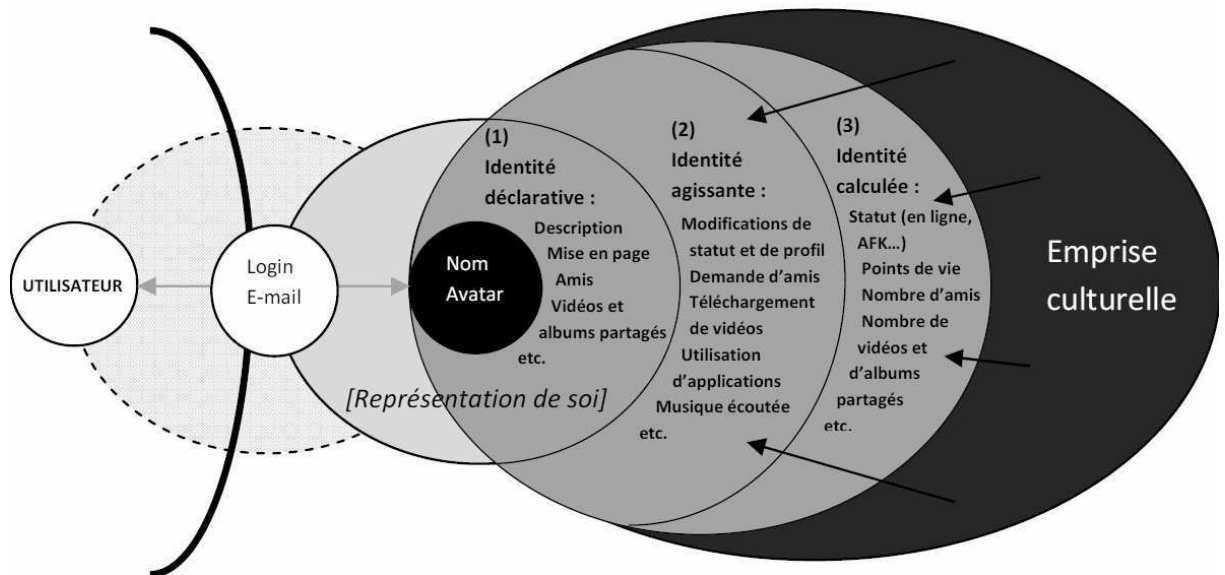 UTILISATEUR
Login
E-mail
Nom
Avatar
(1)
Identité
déclarative :
Description
Mise en page
Amis
Vidéos et
albums partagés
etc.
[Représentation de soi]
(2)
Identité
agissante :
Modifications de
statut et de profil
Demande d’amis
Téléchargement
de vidéos
Utilisation
d’applications
Musique écoutée
etc.
(3)
Identité
calculée :
Statut (en ligne,
AFK…)
Points de vie
Nombre d’amis
Nombre de
vidéos et
d’albums
partagés
etc.
Emprise
culturelle